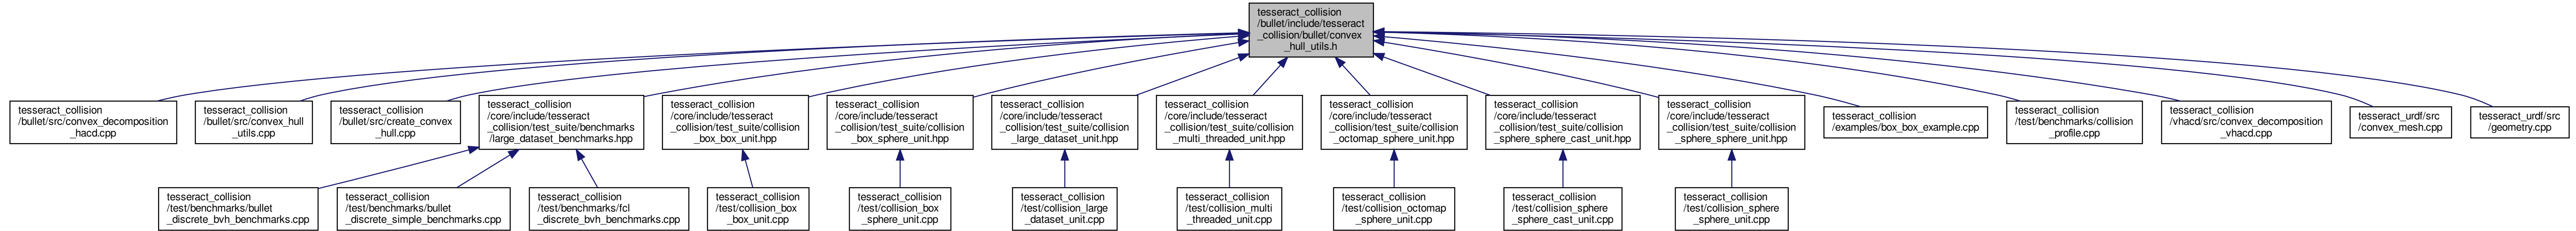 tesseract_collision
/bullet/include/tesseract
_collision/bullet/convex
_hull_utils.h
tesseract_collision
/bullet/src/convex_decomposition
_hacd.cpp
tesseract_collision
/bullet/src/convex_hull
_utils.cpp
tesseract_collision
/bullet/src/create_convex
_hull.cpp
tesseract_collision
/core/include/tesseract
_collision/test_suite/benchmarks
/large_dataset_benchmarks.hpp
tesseract_collision
/core/include/tesseract
_collision/test_suite/collision
_box_box_unit.hpp
tesseract_collision
/core/include/tesseract
_collision/test_suite/collision
_box_sphere_unit.hpp
tesseract_collision
/core/include/tesseract
_collision/test_suite/collision
_large_dataset_unit.hpp
tesseract_collision
/core/include/tesseract
_collision/test_suite/collision
_multi_threaded_unit.hpp
tesseract_collision
/core/include/tesseract
_collision/test_suite/collision
_octomap_sphere_unit.hpp
tesseract_collision
/core/include/tesseract
_collision/test_suite/collision
_sphere_sphere_cast_unit.hpp
tesseract_collision
/core/include/tesseract
_collision/test_suite/collision
_sphere_sphere_unit.hpp
tesseract_collision
/examples/box_box_example.cpp
tesseract_collision
/test/benchmarks/collision
_profile.cpp
tesseract_collision
/vhacd/src/convex_decomposition
_vhacd.cpp
tesseract_urdf/src
/convex_mesh.cpp
tesseract_urdf/src
/geometry.cpp
tesseract_collision
/test/benchmarks/bullet
_discrete_bvh_benchmarks.cpp
tesseract_collision
/test/benchmarks/bullet
_discrete_simple_benchmarks.cpp
tesseract_collision
/test/benchmarks/fcl
_discrete_bvh_benchmarks.cpp
tesseract_collision
/test/collision_box
_box_unit.cpp
tesseract_collision
/test/collision_box
_sphere_unit.cpp
tesseract_collision
/test/collision_large
_dataset_unit.cpp
tesseract_collision
/test/collision_multi
_threaded_unit.cpp
tesseract_collision
/test/collision_octomap
_sphere_unit.cpp
tesseract_collision
/test/collision_sphere
_sphere_cast_unit.cpp
tesseract_collision
/test/collision_sphere
_sphere_unit.cpp